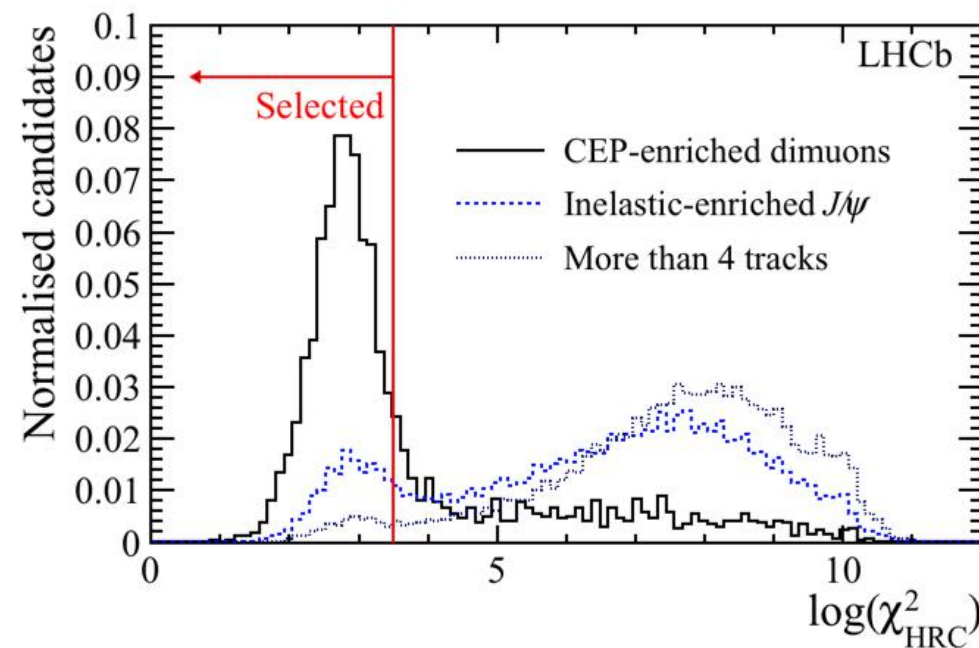 LHCb
Selected
CEP-enriched dimuons
Inelastic-enriched J/ψ
More than 4 tracks
Normalised candidates
0.1
0.09
0.08
0.07
0.06
0.05
0.04
0.03
0.02
0.01
0
0 5 10
log(χ²_HRC)